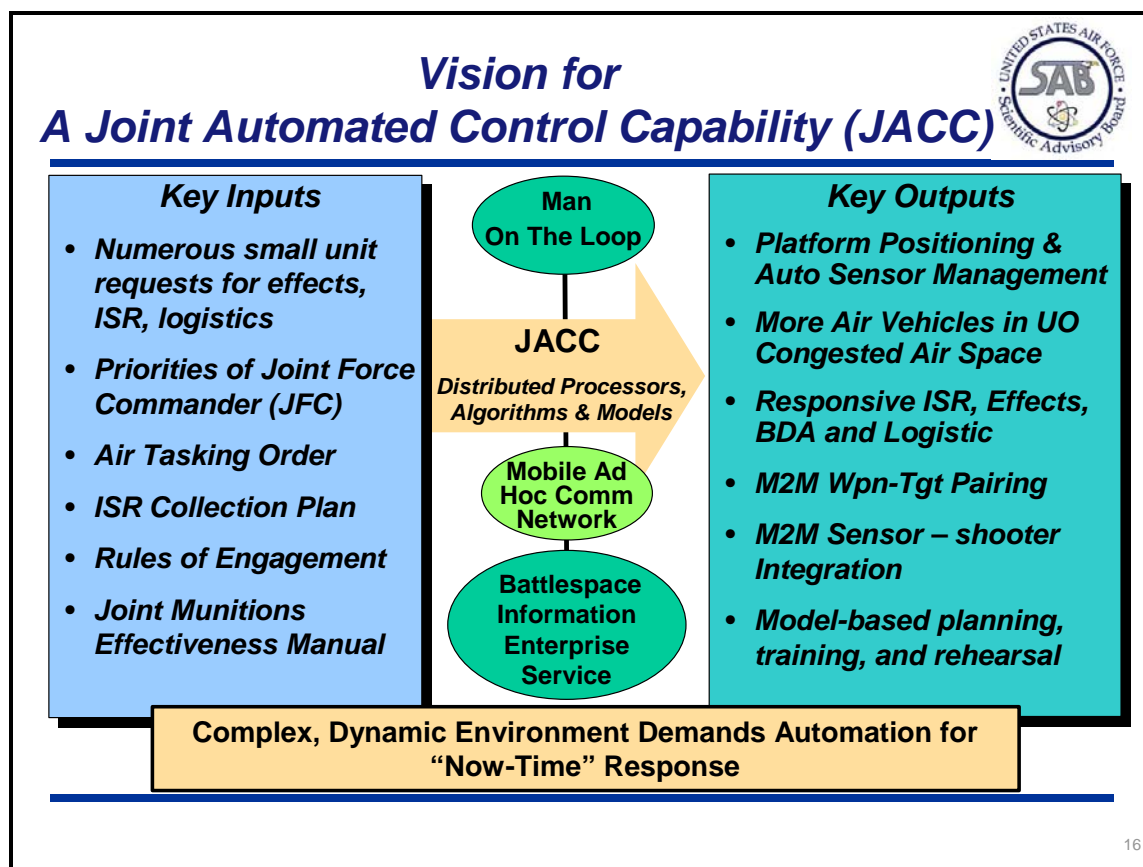 Vision for
A Joint Automated Control Capability (JACC)
UNITED STATES AIR FORCE
SAB
Scientific Advisory Board
Key Inputs
• Numerous small unit
requests for effects,
ISR, logistics
• Priorities of Joint Force
Commander (JFC)
• Air Tasking Order
• ISR Collection Plan
• Rules of Engagement
• Joint Munitions
Effectiveness Manual
Man
On The Loop
JACC
Distributed Processors,
Algorithms & Models
Mobile Ad
Hoc Comm
Network
Battlespace
Information
Enterprise
Service
Key Outputs
• Platform Positioning &
Auto Sensor Management
• More Air Vehicles in UO
Congested Air Space
• Responsive ISR, Effects,
BDA and Logistic
• M2M Wpn-Tgt Pairing
• M2M Sensor – shooter
Integration
• Model-based planning,
training, and rehearsal
Complex, Dynamic Environment Demands Automation for
“Now-Time” Response
16